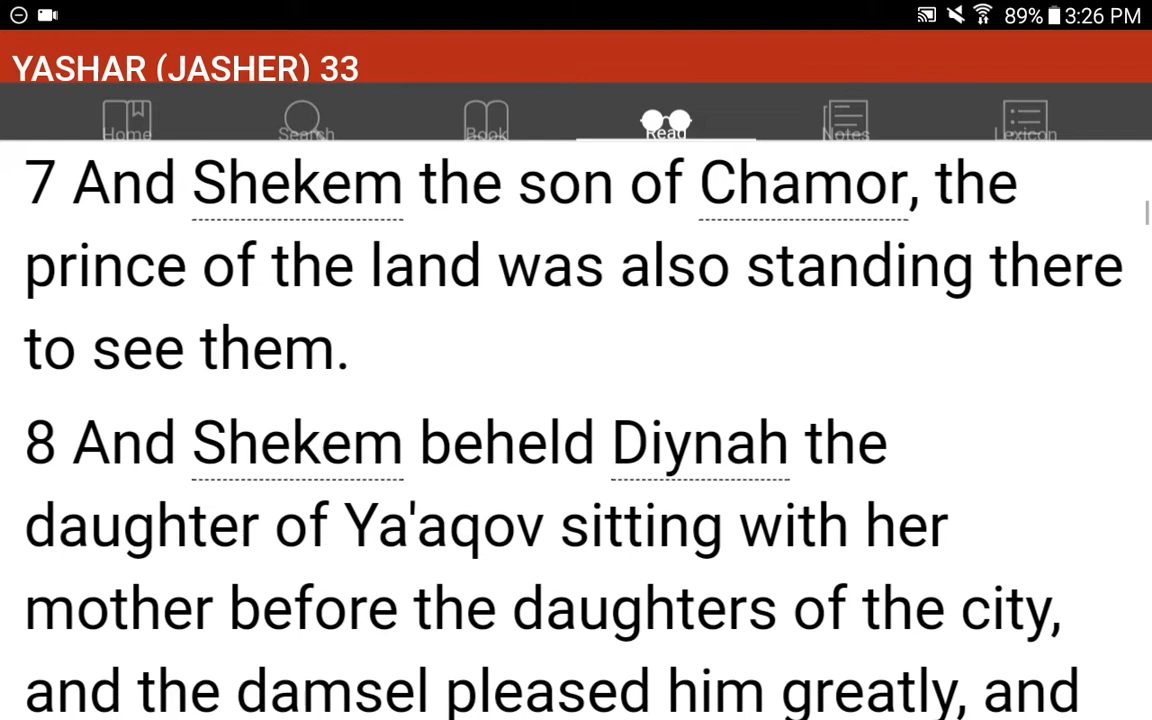 89% 3:26 PM
YASHAR (JASHER) 33
Home Search Book Read Notes Lexicon
7 And Shekem the son of Chamor, the
prince of the land was also standing there
to see them.
8 And Shekem beheld Diynah the
daughter of Ya'aqov sitting with her
mother before the daughters of the city,
and the damsel pleased him greatly, and